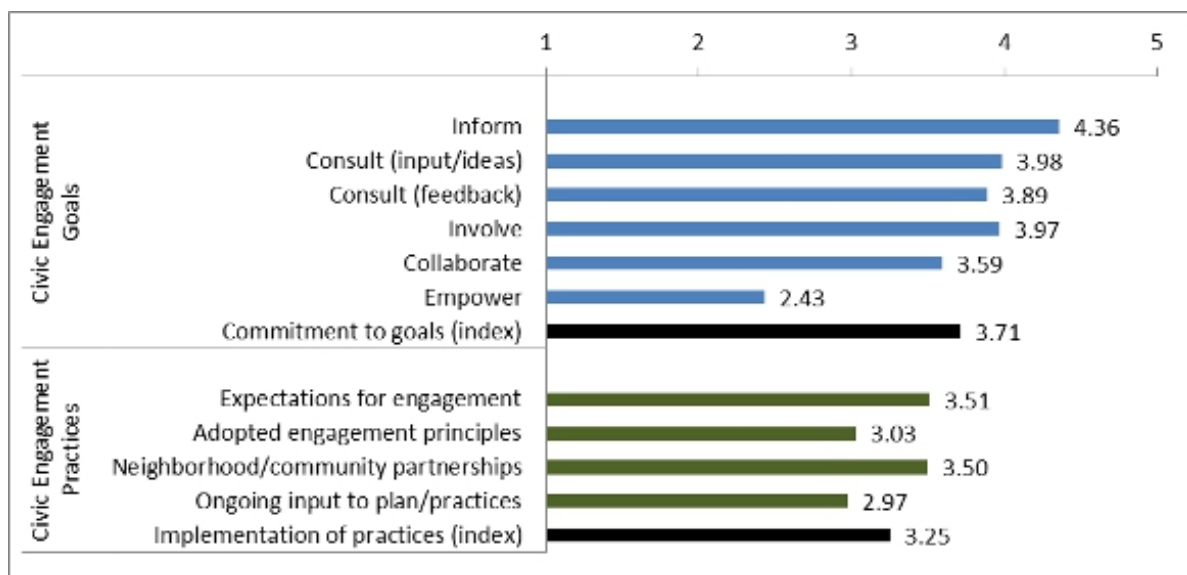 1 2 3 4 5
Civic Engagement
Goals
Inform 4.36
Consult (input/ideas) 3.98
Consult (feedback) 3.89
Involve 3.97
Collaborate 3.59
Empower 2.43
Commitment to goals (index) 3.71
Civic Engagement
Practices
Expectations for engagement 3.51
Adopted engagement principles 3.03
Neighborhood/community partnerships 3.50
Ongoing input to plan/practices 2.97
Implementation of practices (index) 3.25